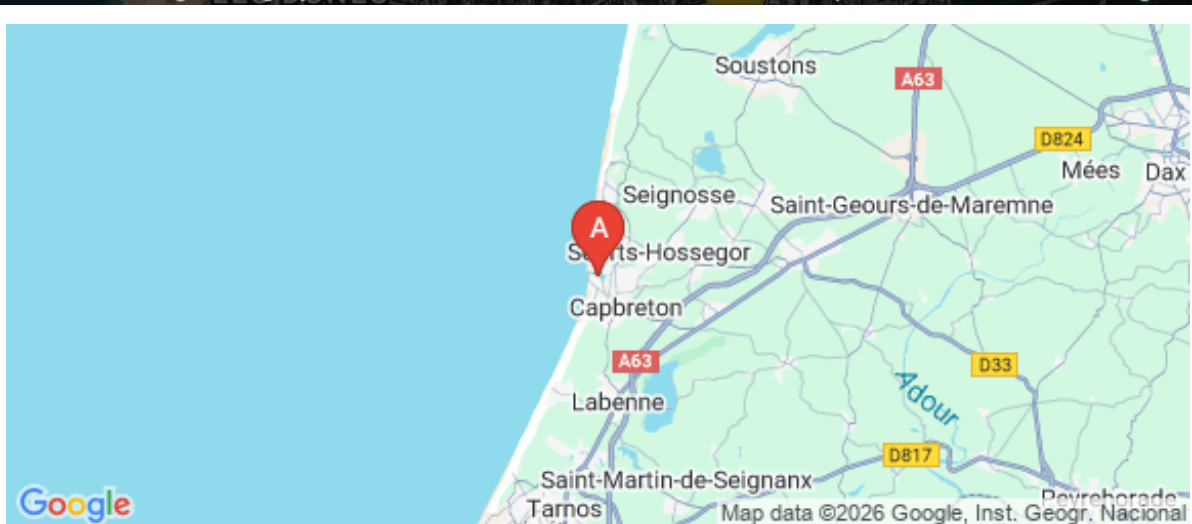 Soustons
A63
D824
Mées
Dax
Seignosse
Saint-Geours-de-Maremne
A
Soorts-Hossegor
Capbreton
A63
D33
Labenne
Adour
D817
Saint-Martin-de-Seignanx
Peyrehorade
Google
Tarnos
Map data ©2026 Google, Inst. Geogr. Nacional